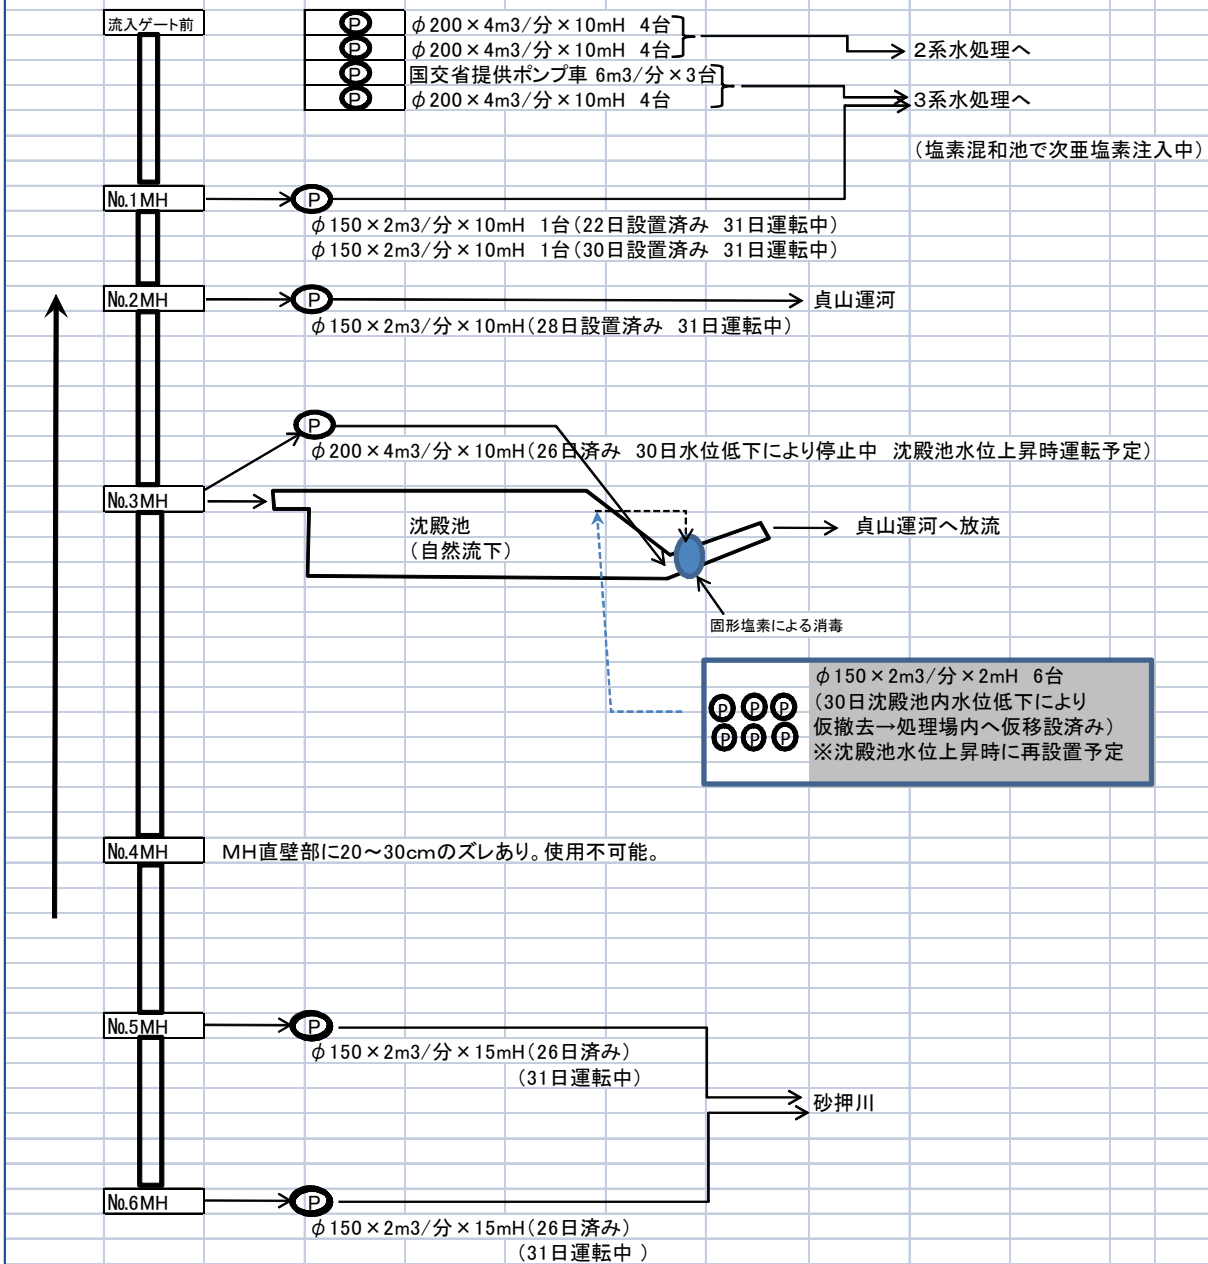 流入ゲート前
P φ200×4m3/分×10mH 4台
P φ200×4m3/分×10mH 4台
2系水処理へ
P 国交省提供ポンプ車 6m3/分×3台
P φ200×4m3/分×10mH 4台
3系水処理へ
(塩素混和池で次亜塩素注入中)
No.1MH P
φ150×2m3/分×10mH 1台(22日設置済み 31日運転中)
φ150×2m3/分×10mH 1台(30日設置済み 31日運転中)
No.2MH P 貞山運河
φ150×2m3/分×10mH(28日設置済み 31日運転中)
P
φ200×4m3/分×10mH(26日済み 30日水位低下により停止中 沈殿池水位上昇時運転予定)
No.3MH
沈殿池
(自然流下)
貞山運河へ放流
固形塩素による消毒
φ150×2m3/分×2mH 6台
P P P (30日沈殿池内水位低下により
P P P 仮撤去→処理場内へ仮移設済み)
※沈殿池水位上昇時に再設置予定
No.4MH MH直壁部に20～30cmのズレあり。使用不可能。
No.5MH P
φ150×2m3/分×15mH(26日済み)
(31日運転中)
砂押川
No.6MH P
φ150×2m3/分×15mH(26日済み)
(31日運転中 )